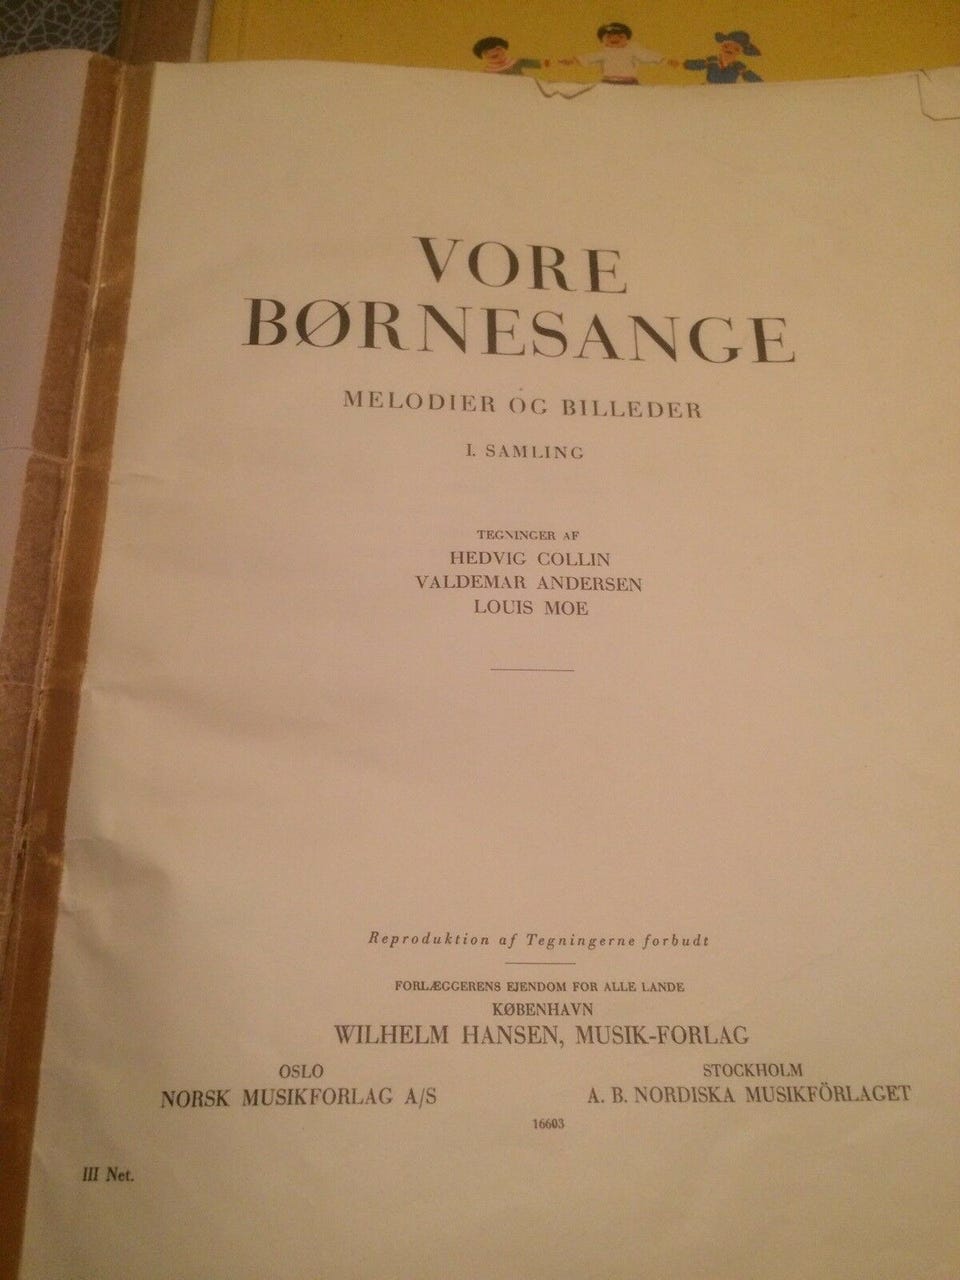 VORE
BØRNESANGE
MELODIER OG BILLEDER
I. SAMLING
TEGNINGER AF
HEDVIG COLLIN
VALDEMAR ANDERSEN
LOUIS MOE
Reproduktion af Tegningerne forbudt
FORLÆGGERENS EJENDOM FOR ALLE LANDE
KØBENHAVN
WILHELM HANSEN, MUSIK-FORLAG
OSLO
NORSK MUSIKFORLAG A/S
STOCKHOLM
A. B. NORDISKA MUSIKFÖRLAGET
16603
III Net.